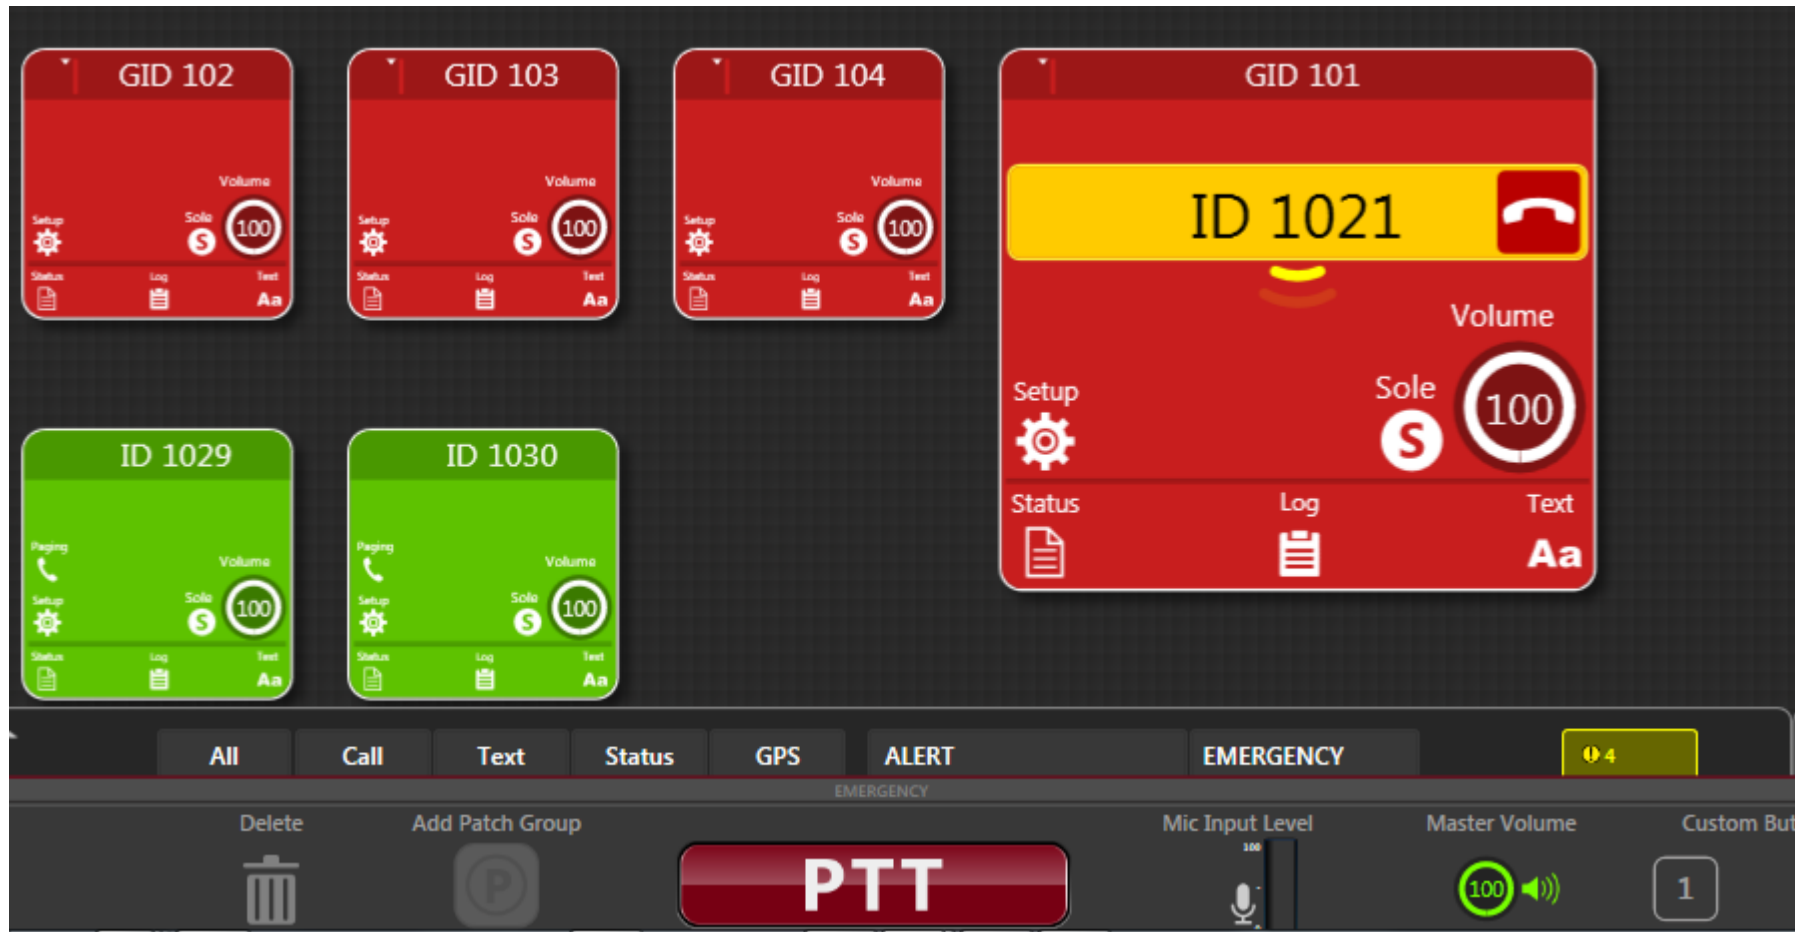 GID 102
GID 103
GID 104
GID 101
Volume
Volume
Volume
ID 1021
Setup
Sole
S
100
Setup
Sole
S
100
Setup
Sole
S
100
Status
Log
Text
Aa
Status
Log
Text
Aa
Status
Log
Text
Aa
Volume
Setup
Sole
S
100
Status
Log
Text
Aa
ID 1029
ID 1030
Paging
Volume
Paging
Volume
Setup
Sole
S
100
Setup
Sole
S
100
Status
Log
Text
Aa
Status
Log
Text
Aa
All
Call
Text
Status
GPS
ALERT
EMERGENCY
4
EMERGENCY
Delete
Add Patch Group
P
PTT
Mic Input Level
100
Master Volume
100
Custom But
1